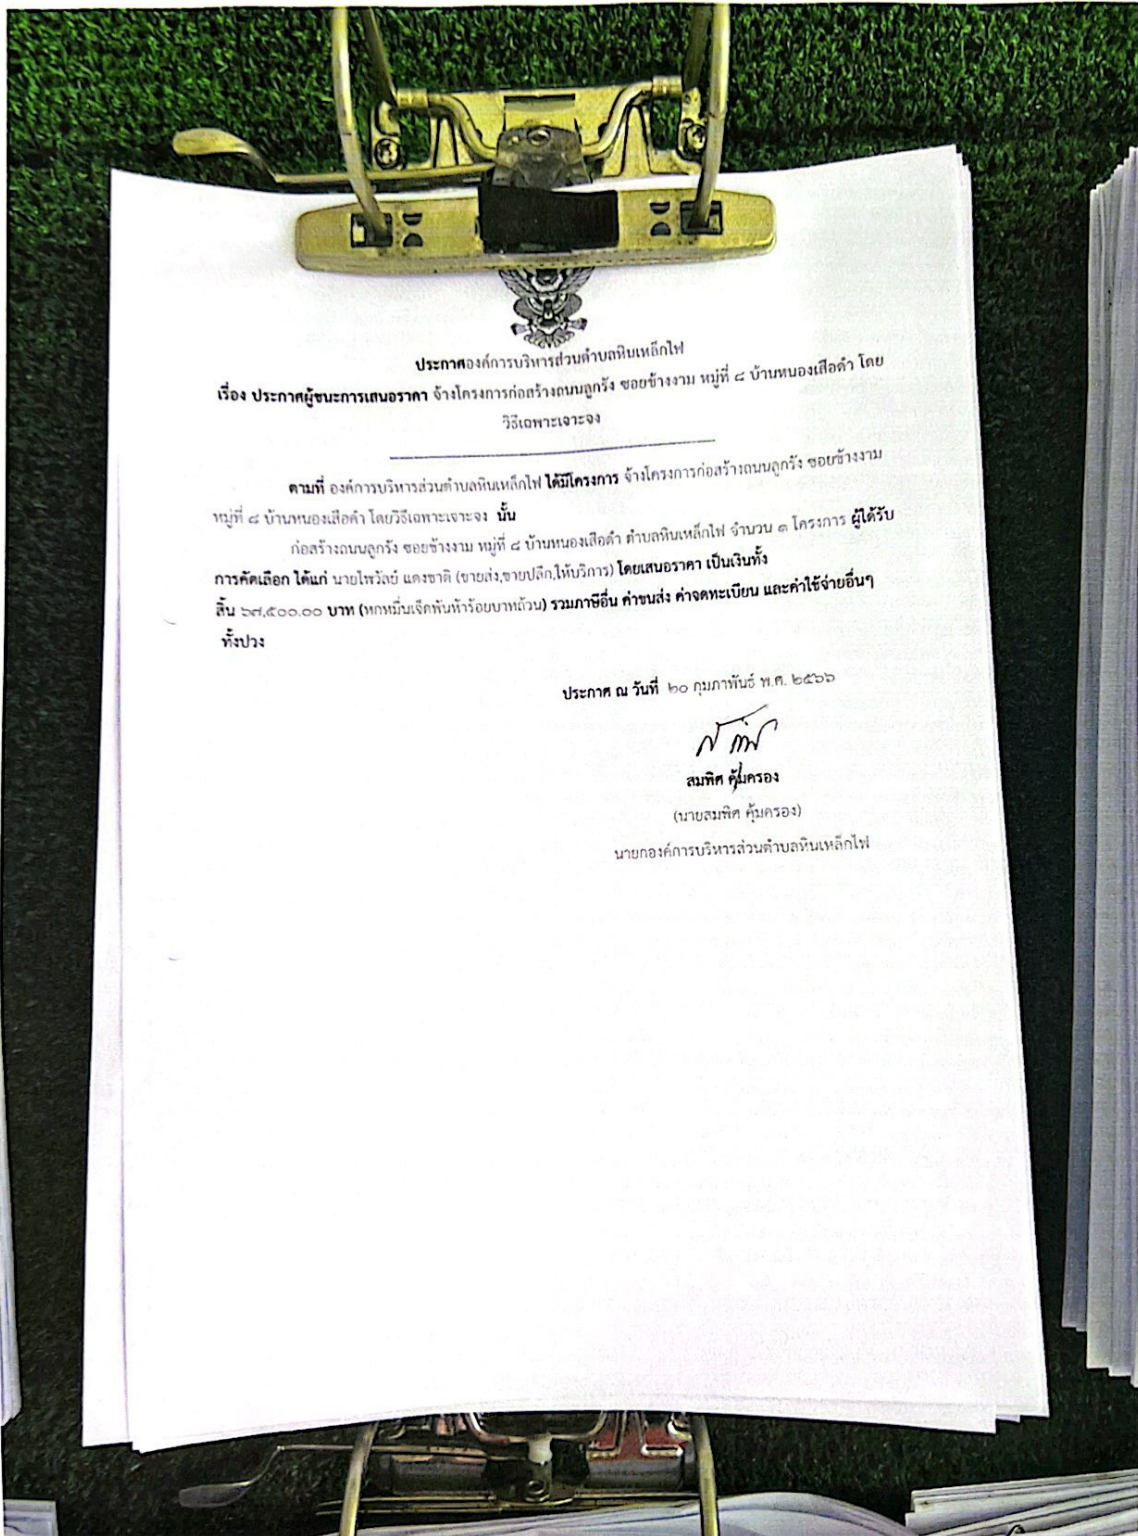 ประกาศองค์การบริหารส่วนตำบลหินเหล็กไฟ
เรื่อง ประกาศผู้ชนะการเสนอราคา จ้างโครงการก่อสร้างถนนลูกรัง ซอยข้างงาม หมู่ที่ ๘ บ้านหนองเสือดำ โดย
วิธีเฉพาะเจาะจง
ตามที่ องค์การบริหารส่วนตำบลหินเหล็กไฟ ได้มีโครงการ จ้างโครงการก่อสร้างถนนลูกรัง ซอยข้างงาม
หมู่ที่ ๘ บ้านหนองเสือดำ โดยวิธีเฉพาะเจาะจง นั้น
ก่อสร้างถนนลูกรัง ซอยข้างงาม หมู่ที่ ๘ บ้านหนองเสือดำ ตำบลหินเหล็กไฟ จำนวน ๑ โครงการ ผู้ได้รับ
การคัดเลือก ได้แก่ นายไพวัลย์ แดงชาติ (ขายส่ง,ขายปลีก,ให้บริการ) โดยเสนอราคา เป็นเงินทั้ง
สิ้น ๖๗,๕๐๐.๐๐ บาท (หกหมื่นเจ็ดพันห้าร้อยบาทถ้วน) รวมภาษีอื่น ค่าขนส่ง ค่าจดทะเบียน และค่าใช้จ่ายอื่นๆ
ทั้งปวง
ประกาศ ณ วันที่ ๒๐ กุมภาพันธ์ พ.ศ. ๒๕๖๖
สมพิศ คุ้มครอง
(นายสมพิศ คุ้มครอง)
นายกองค์การบริหารส่วนตำบลหินเหล็กไฟ